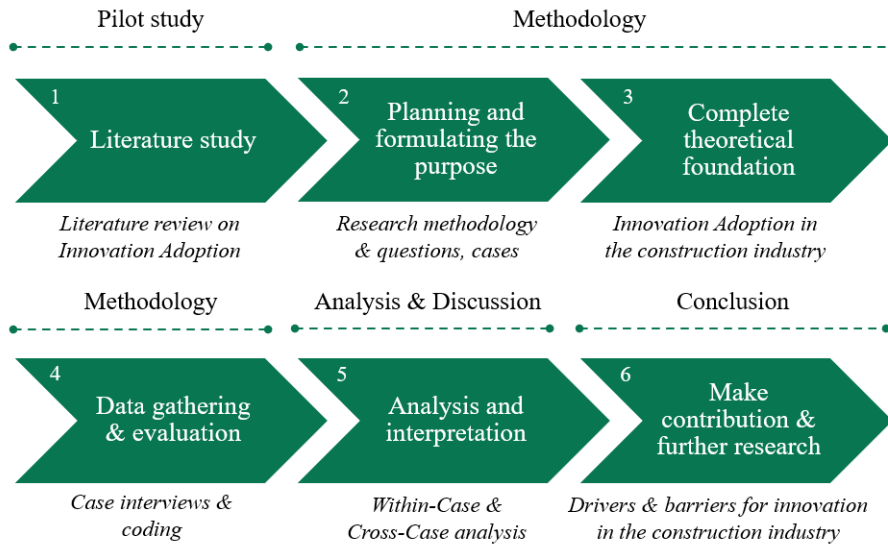 Pilot study
Methodology
1
Literature study
2
Planning and
formulating the
purpose
3
Complete
theoretical
foundation
Literature review on
Innovation Adoption
Research methodology
& questions, cases
Innovation Adoption in
the construction industry
Methodology
Analysis & Discussion
Conclusion
4
Data gathering
& evaluation
5
Analysis and
interpretation
6
Make
contribution &
further research
Case interviews &
coding
Within-Case &
Cross-Case analysis
Drivers & barriers for innovation
in the construction industry